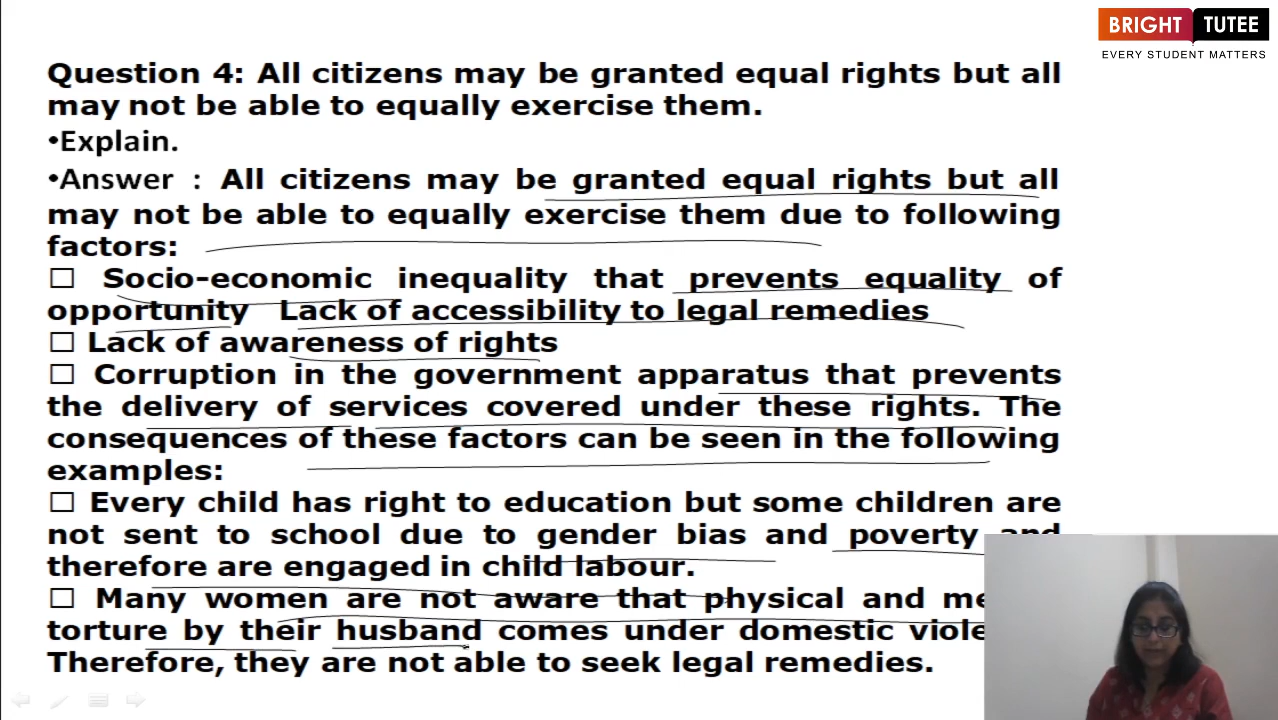 BRIGHT TUTEE
EVERY STUDENT MATTERS
Question 4: All citizens may be granted equal rights but all
may not be able to equally exercise them.
•Explain.
•Answer : All citizens may be granted equal rights but all
may not be able to equally exercise them due to following
factors:
☐ Socio-economic inequality that prevents equality of
opportunity Lack of accessibility to legal remedies
☐ Lack of awareness of rights
☐ Corruption in the government apparatus that prevents
the delivery of services covered under these rights. The
consequences of these factors can be seen in the following
examples:
☐ Every child has right to education but some children are
not sent to school due to gender bias and poverty and
therefore are engaged in child labour.
☐ Many women are not aware that physical and
torture by their husband comes under domestic
Therefore, they are not able to seek legal remedies.